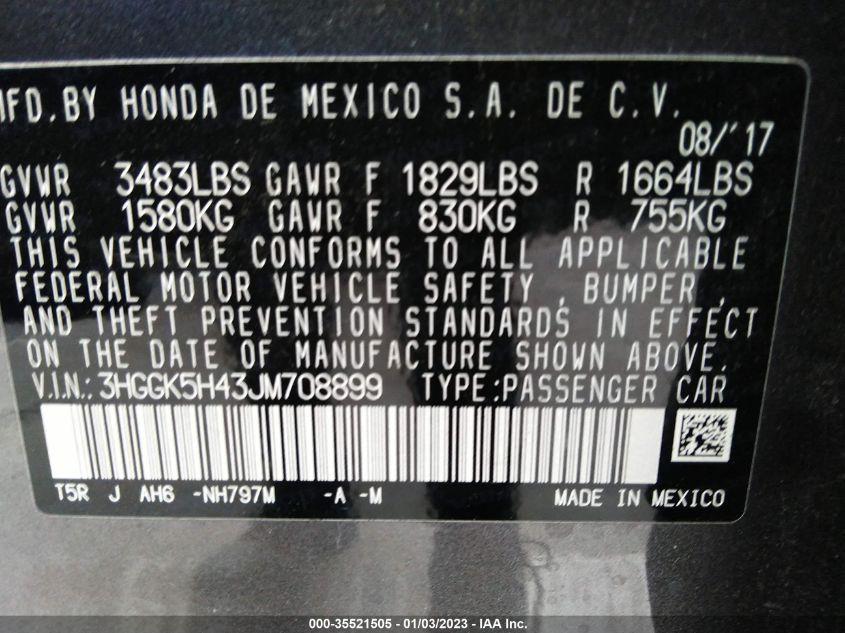 MFD.BY HONDA DE MEXICO S.A. DE C.V.
08/'17
GVWR 3483LBS GAWR F 1829LBS R 1664LBS
GVWR 1580KG GAWR F 830KG R 755KG
THIS VEHICLE CONFORMS TO ALL APPLICABLE
FEDERAL MOTOR VEHICLE SAFETY , BUMPER ,
AND THEFT PREVENTION STANDARDS IN EFFECT
ON THE DATE OF MANUFACTURE SHOWN ABOVE.
V.I.N.: 3HGGK5H43JM708899 TYPE:PASSENGER CAR
T5R J AH6 -NH797M -A -M MADE IN MEXICO
000-35521505 - 01/03/2023 - IAA Inc.